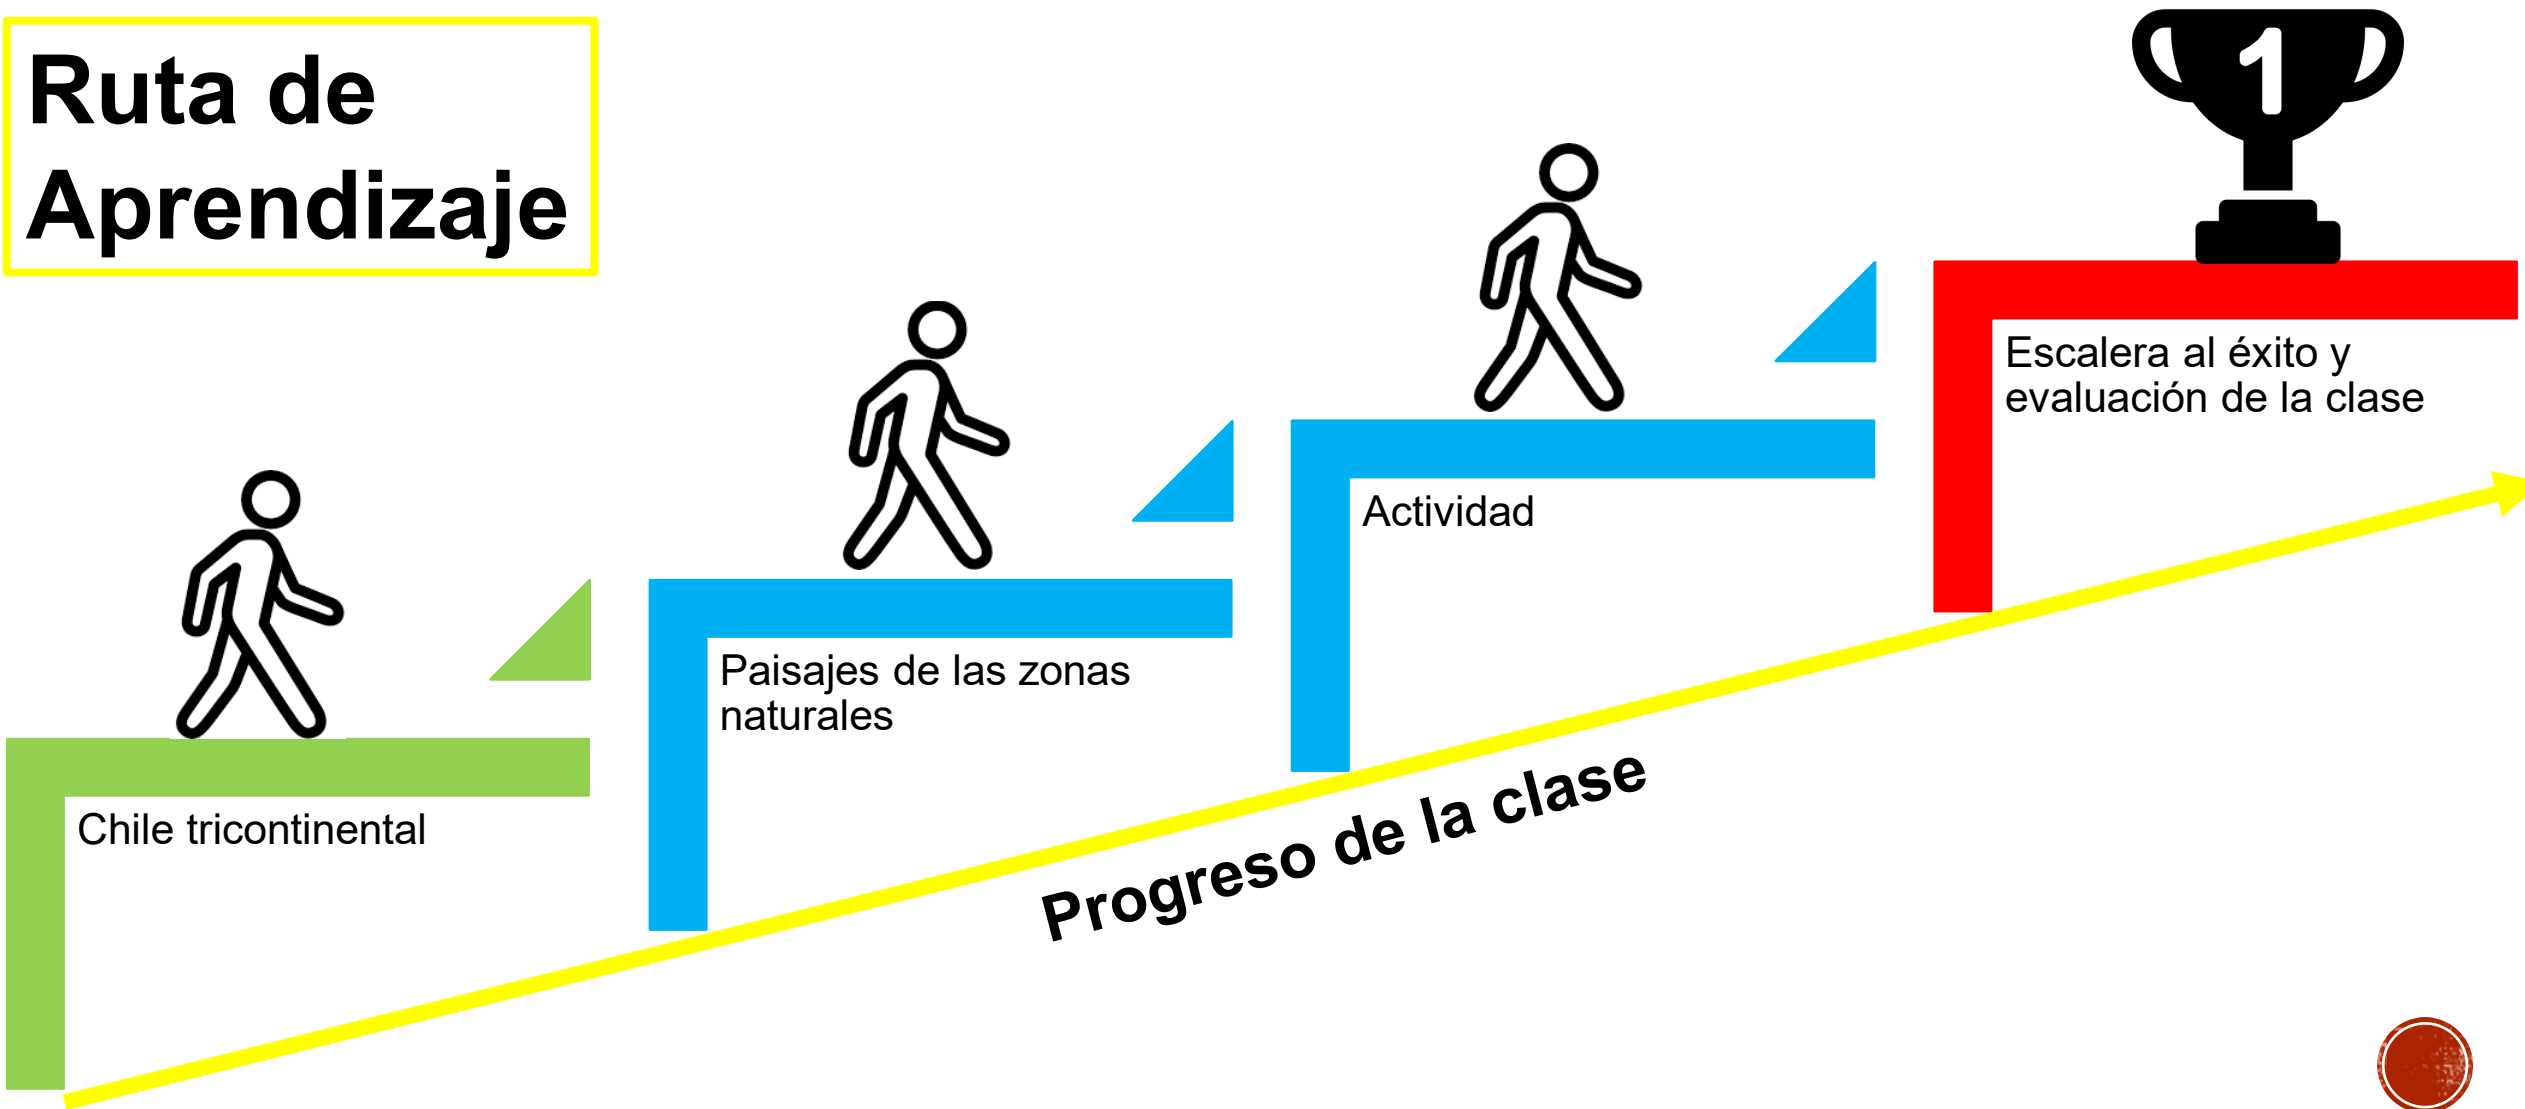 Ruta de
Aprendizaje
1
Escalera al éxito y
evaluación de la clase
Actividad
Paisajes de las zonas
naturales
Chile tricontinental
Progreso de la clase